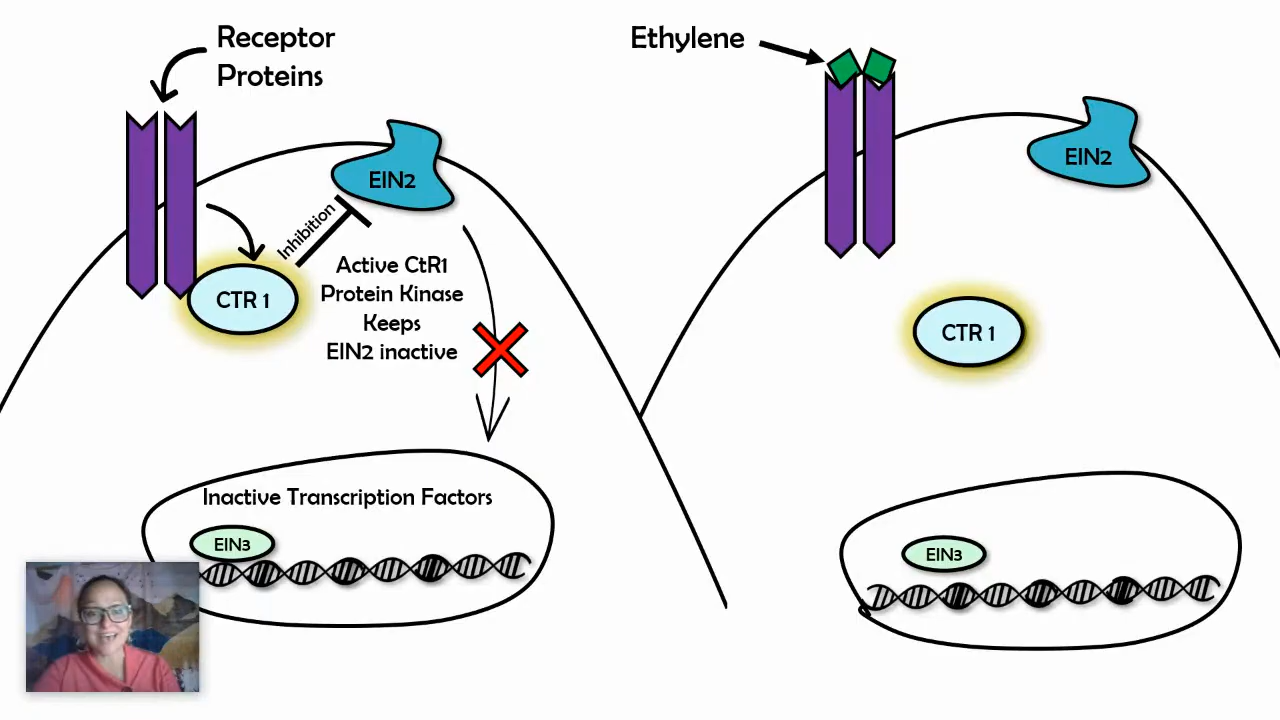 Receptor
Proteins
EIN2
Inhibition
CTR 1
Active CtR1
Protein Kinase
Keeps
EIN2 inactive
Inactive Transcription Factors
EIN3
Ethylene
EIN2
CTR 1
EIN3